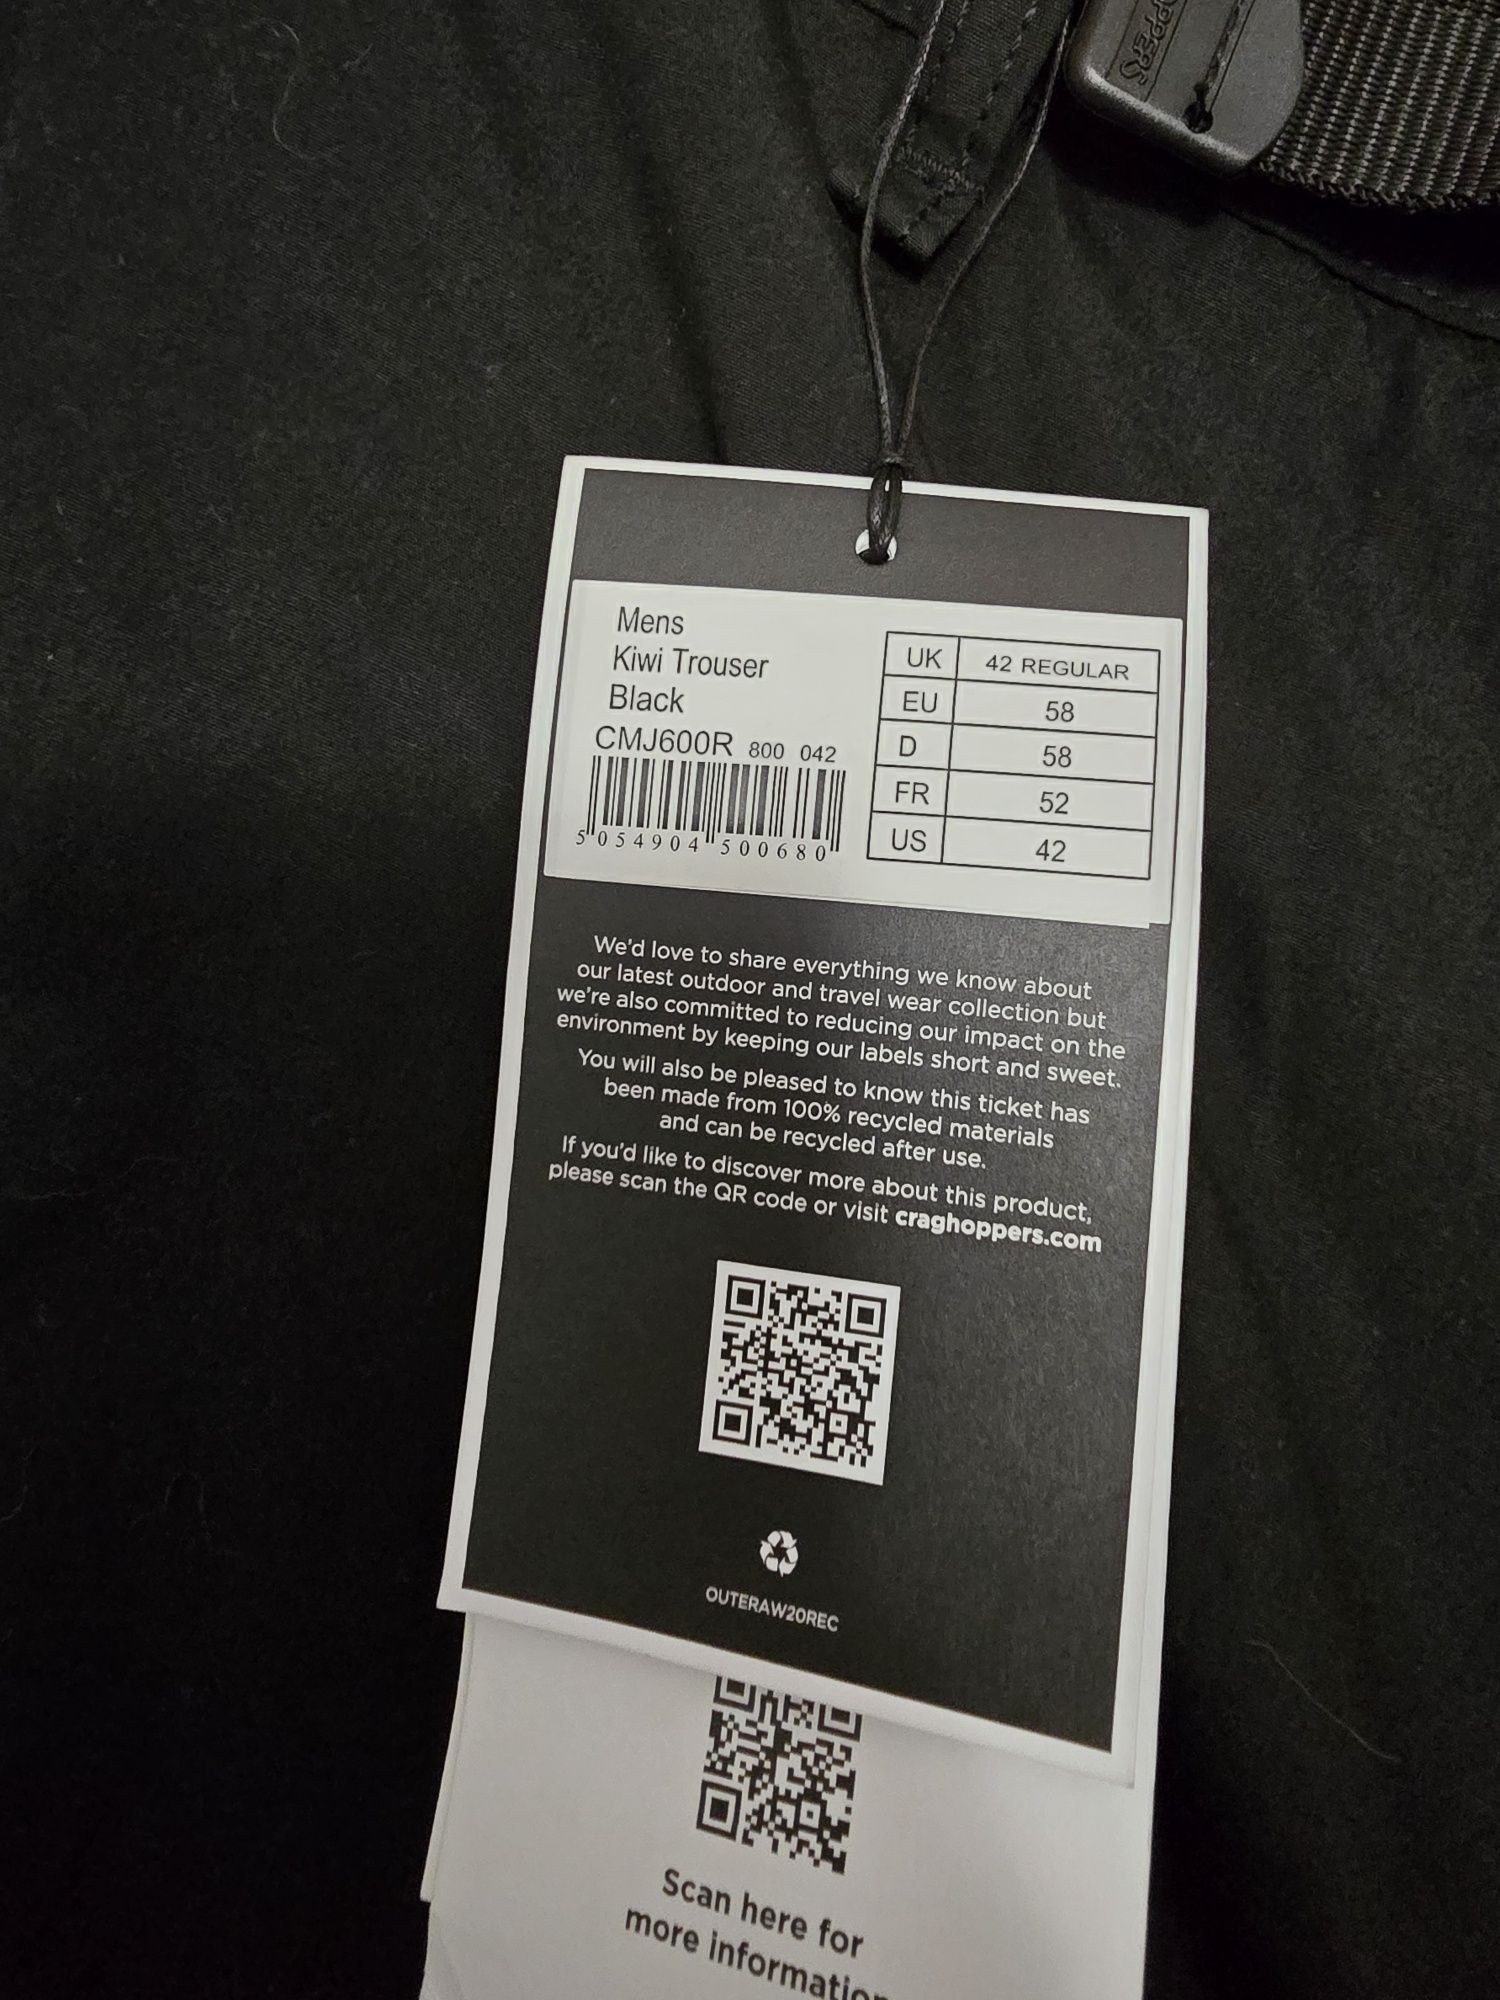 OPPERS
Mens
Kiwi Trouser
Black
CMJ600R 800 042
5 054904 500680
UK 42 REGULAR
EU 58
D 58
FR 52
US 42
We'd love to share everything we know about
our latest outdoor and travel wear collection but
we're also committed to reducing our impact on the
environment by keeping our labels short and sweet.
You will also be pleased to know this ticket has
been made from 100% recycled materials
and can be recycled after use.
If you'd like to discover more about this product,
please scan the QR code or visit craghoppers.com
OUTERAW20REC
Scan here for
more information